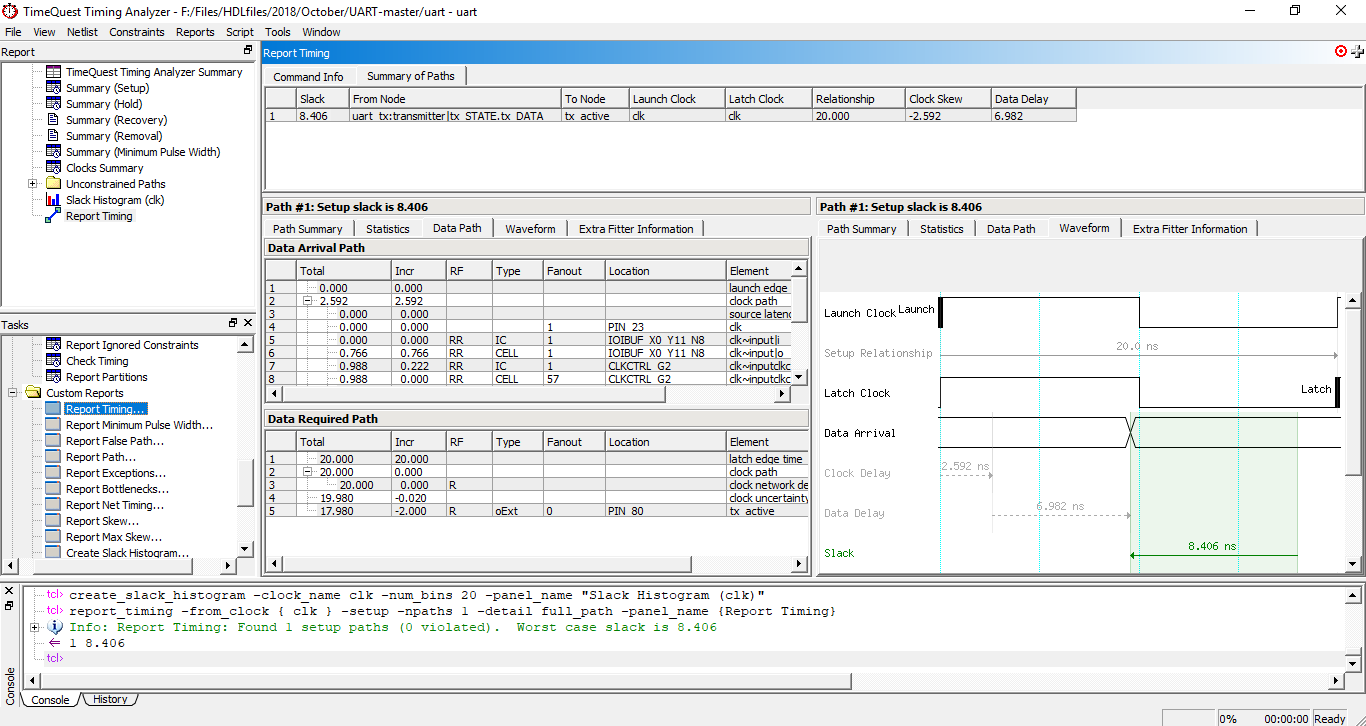 TimeQuest Timing Analyzer - F:/Files/HDLfiles/2018/October/UART-master/uart - uart
File View Netlist Constraints Reports Script Tools Window
Report
TimeQuest Timing Analyzer Summary
Summary (Setup)
Summary (Hold)
Summary (Recovery)
Summary (Removal)
Summary (Minimum Pulse Width)
Clocks Summary
Unconstrained Paths
Slack Histogram (clk)
Report Timing
Tasks
Report Ignored Constraints
Check Timing
Report Partitions
Custom Reports
Report Timing...
Report Minimum Pulse Width...
Report False Path...
Report Path...
Report Exceptions...
Report Bottlenecks...
Report Net Timing...
Report Skew...
Report Max Skew...
Create Slack Histogram...
Report Timing
Command Info Summary of Paths
Slack From Node To Node Launch Clock Latch Clock Relationship Clock Skew Data Delay
1 8.406 uart_tx:transmitter|tx_STATE.tx_DATA tx_active clk clk 20.000 -2.592 6.982
Path #1: Setup slack is 8.406
Path Summary Statistics Data Path Waveform Extra Fitter Information
Data Arrival Path
Total Incr RF Type Fanout Location Element
1 0.000 0.000 launch edge
2 2.592 2.592 clock path
3 0.000 0.000 source latenc
4 0.000 0.000 1 PIN_23 clk
5 0.000 0.000 RR IC 1 IOIBUF_X0_Y11_N8 clk~input|i
6 0.766 0.766 RR CELL 1 IOIBUF_X0_Y11_N8 clk~input|o
7 0.988 0.222 RR IC 1 CLKCTRL_G2 clk~inputclkc
8 0.988 0.000 RR CELL 57 CLKCTRL_G2 clk~inputclkc
Data Required Path
Total Incr RF Type Fanout Location Element
1 20.000 20.000 latch edge time
2 20.000 0.000 clock path
3 20.000 0.000 R clock network de
4 19.980 -0.020 clock uncertainty
5 17.980 -2.000 R oExt 0 PIN_80 tx_active
Path #1: Setup slack is 8.406
Path Summary Statistics Data Path Waveform Extra Fitter Information
Launch Clock Launch
Setup Relationship 20.0 ns
Latch Clock Latch
Data Arrival
Clock Delay 2.592 ns
Data Delay 6.982 ns
Slack 8.406 ns
tcl> create_slack_histogram -clock_name clk -num_bins 20 -panel_name "Slack Histogram (clk)"
tcl> report_timing -from_clock { clk } -setup -npaths 1 -detail full_path -panel_name {Report Timing}
Info: Report Timing: Found 1 setup paths (0 violated).  Worst case slack is 8.406
1 8.406
tcl>
Console
Console History
0% 00:00:00 Ready